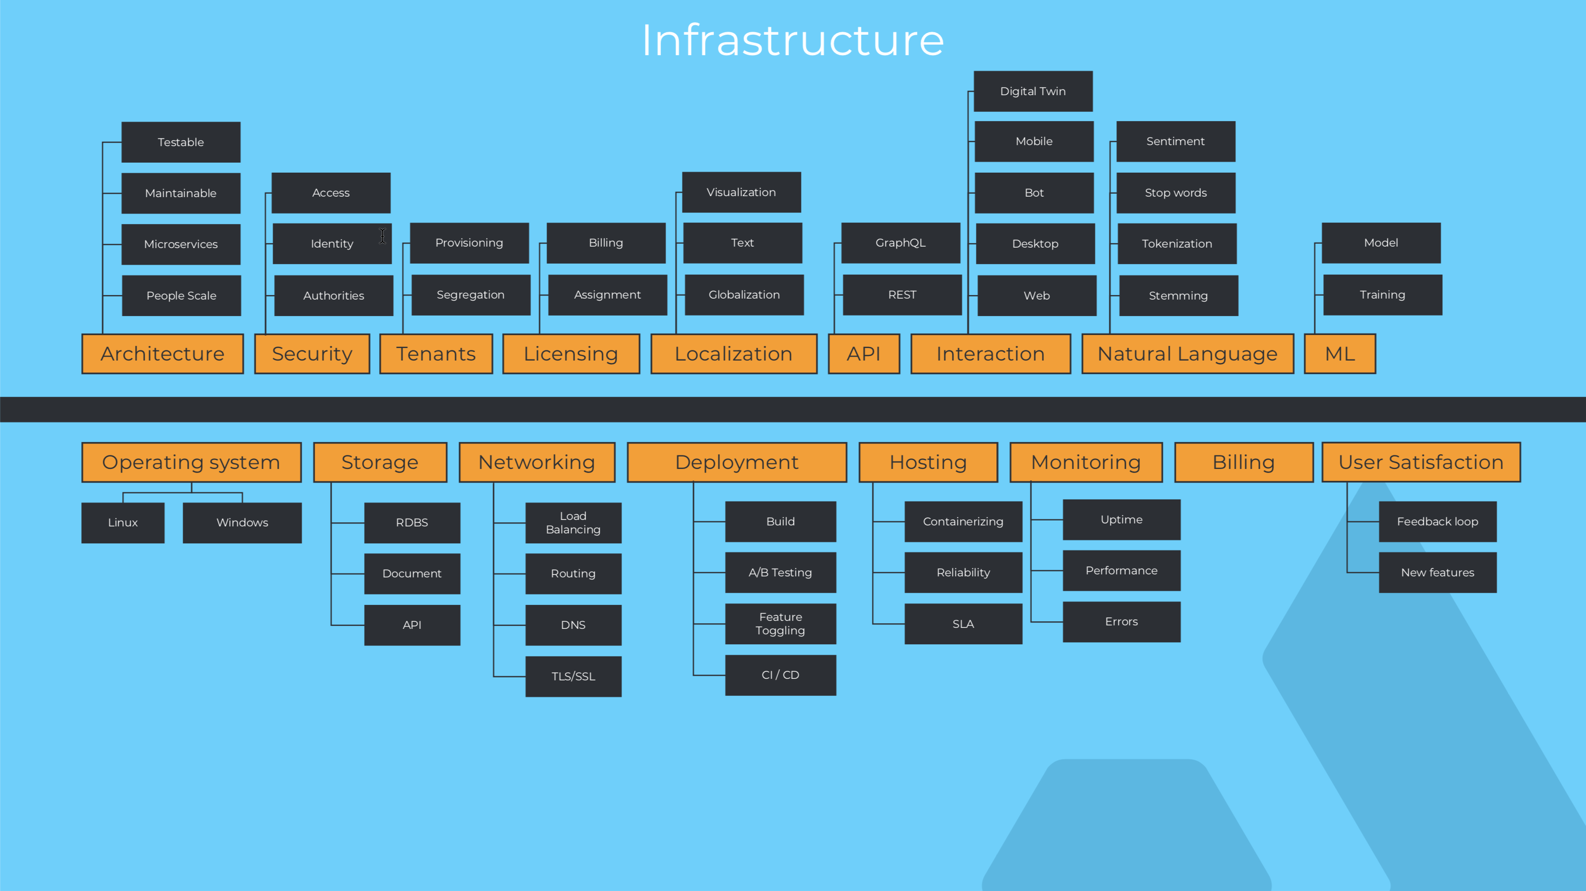 Infrastructure
Digital Twin
Testable
Mobile
Sentiment
Maintainable
Access
Visualization
Bot
Stop words
Microservices
Identity
Provisioning
Billing
Text
GraphQL
Desktop
Tokenization
Model
People Scale
Authorities
Segregation
Assignment
Globalization
REST
Web
Stemming
Training
Architecture
Security
Tenants
Licensing
Localization
API
Interaction
Natural Language
ML
Operating system
Storage
Networking
Deployment
Hosting
Monitoring
Billing
User Satisfaction
Linux
Windows
RDBS
Load
Balancing
Build
Containerizing
Uptime
Feedback loop
Document
Routing
A/B Testing
Reliability
Performance
New features
API
DNS
Feature
Toggling
SLA
Errors
TLS/SSL
CI / CD